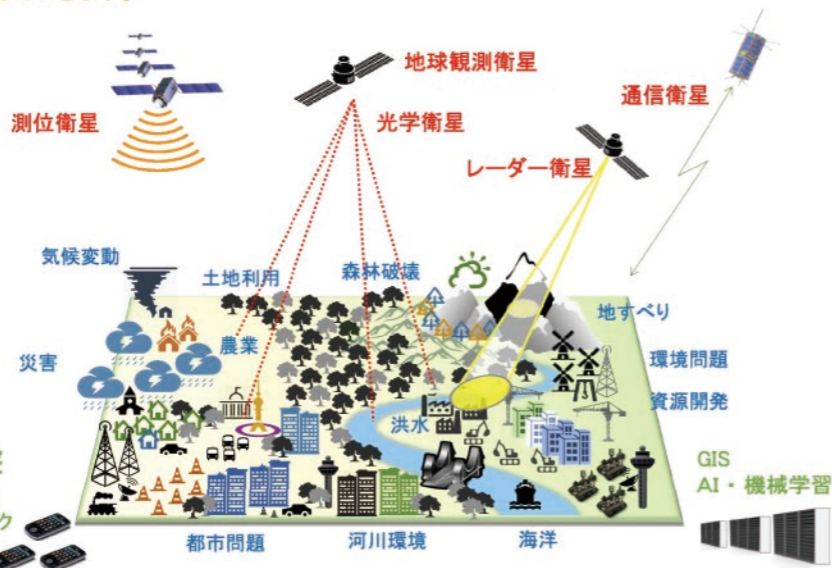 地球観測衛星
測位衛星
光学衛星
通信衛星
レーダー衛星
気候変動
土地利用
森林破壊
地すべり
災害
農業
環境問題
資源開発
洪水
GIS
AI・機械学習
ク
都市問題
河川環境
海洋